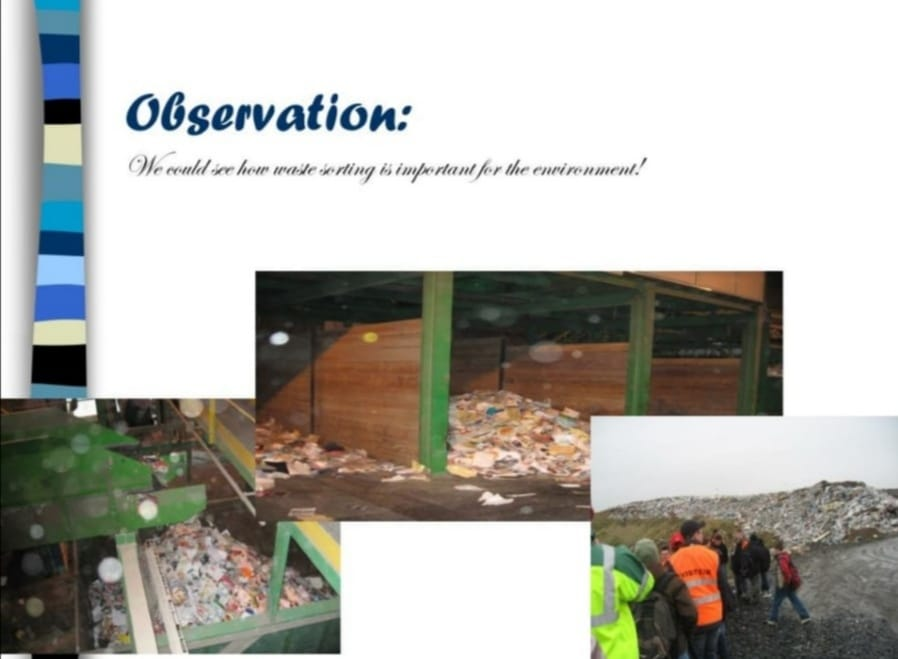 Observation:
We could see how waste sorting is important for the environment!